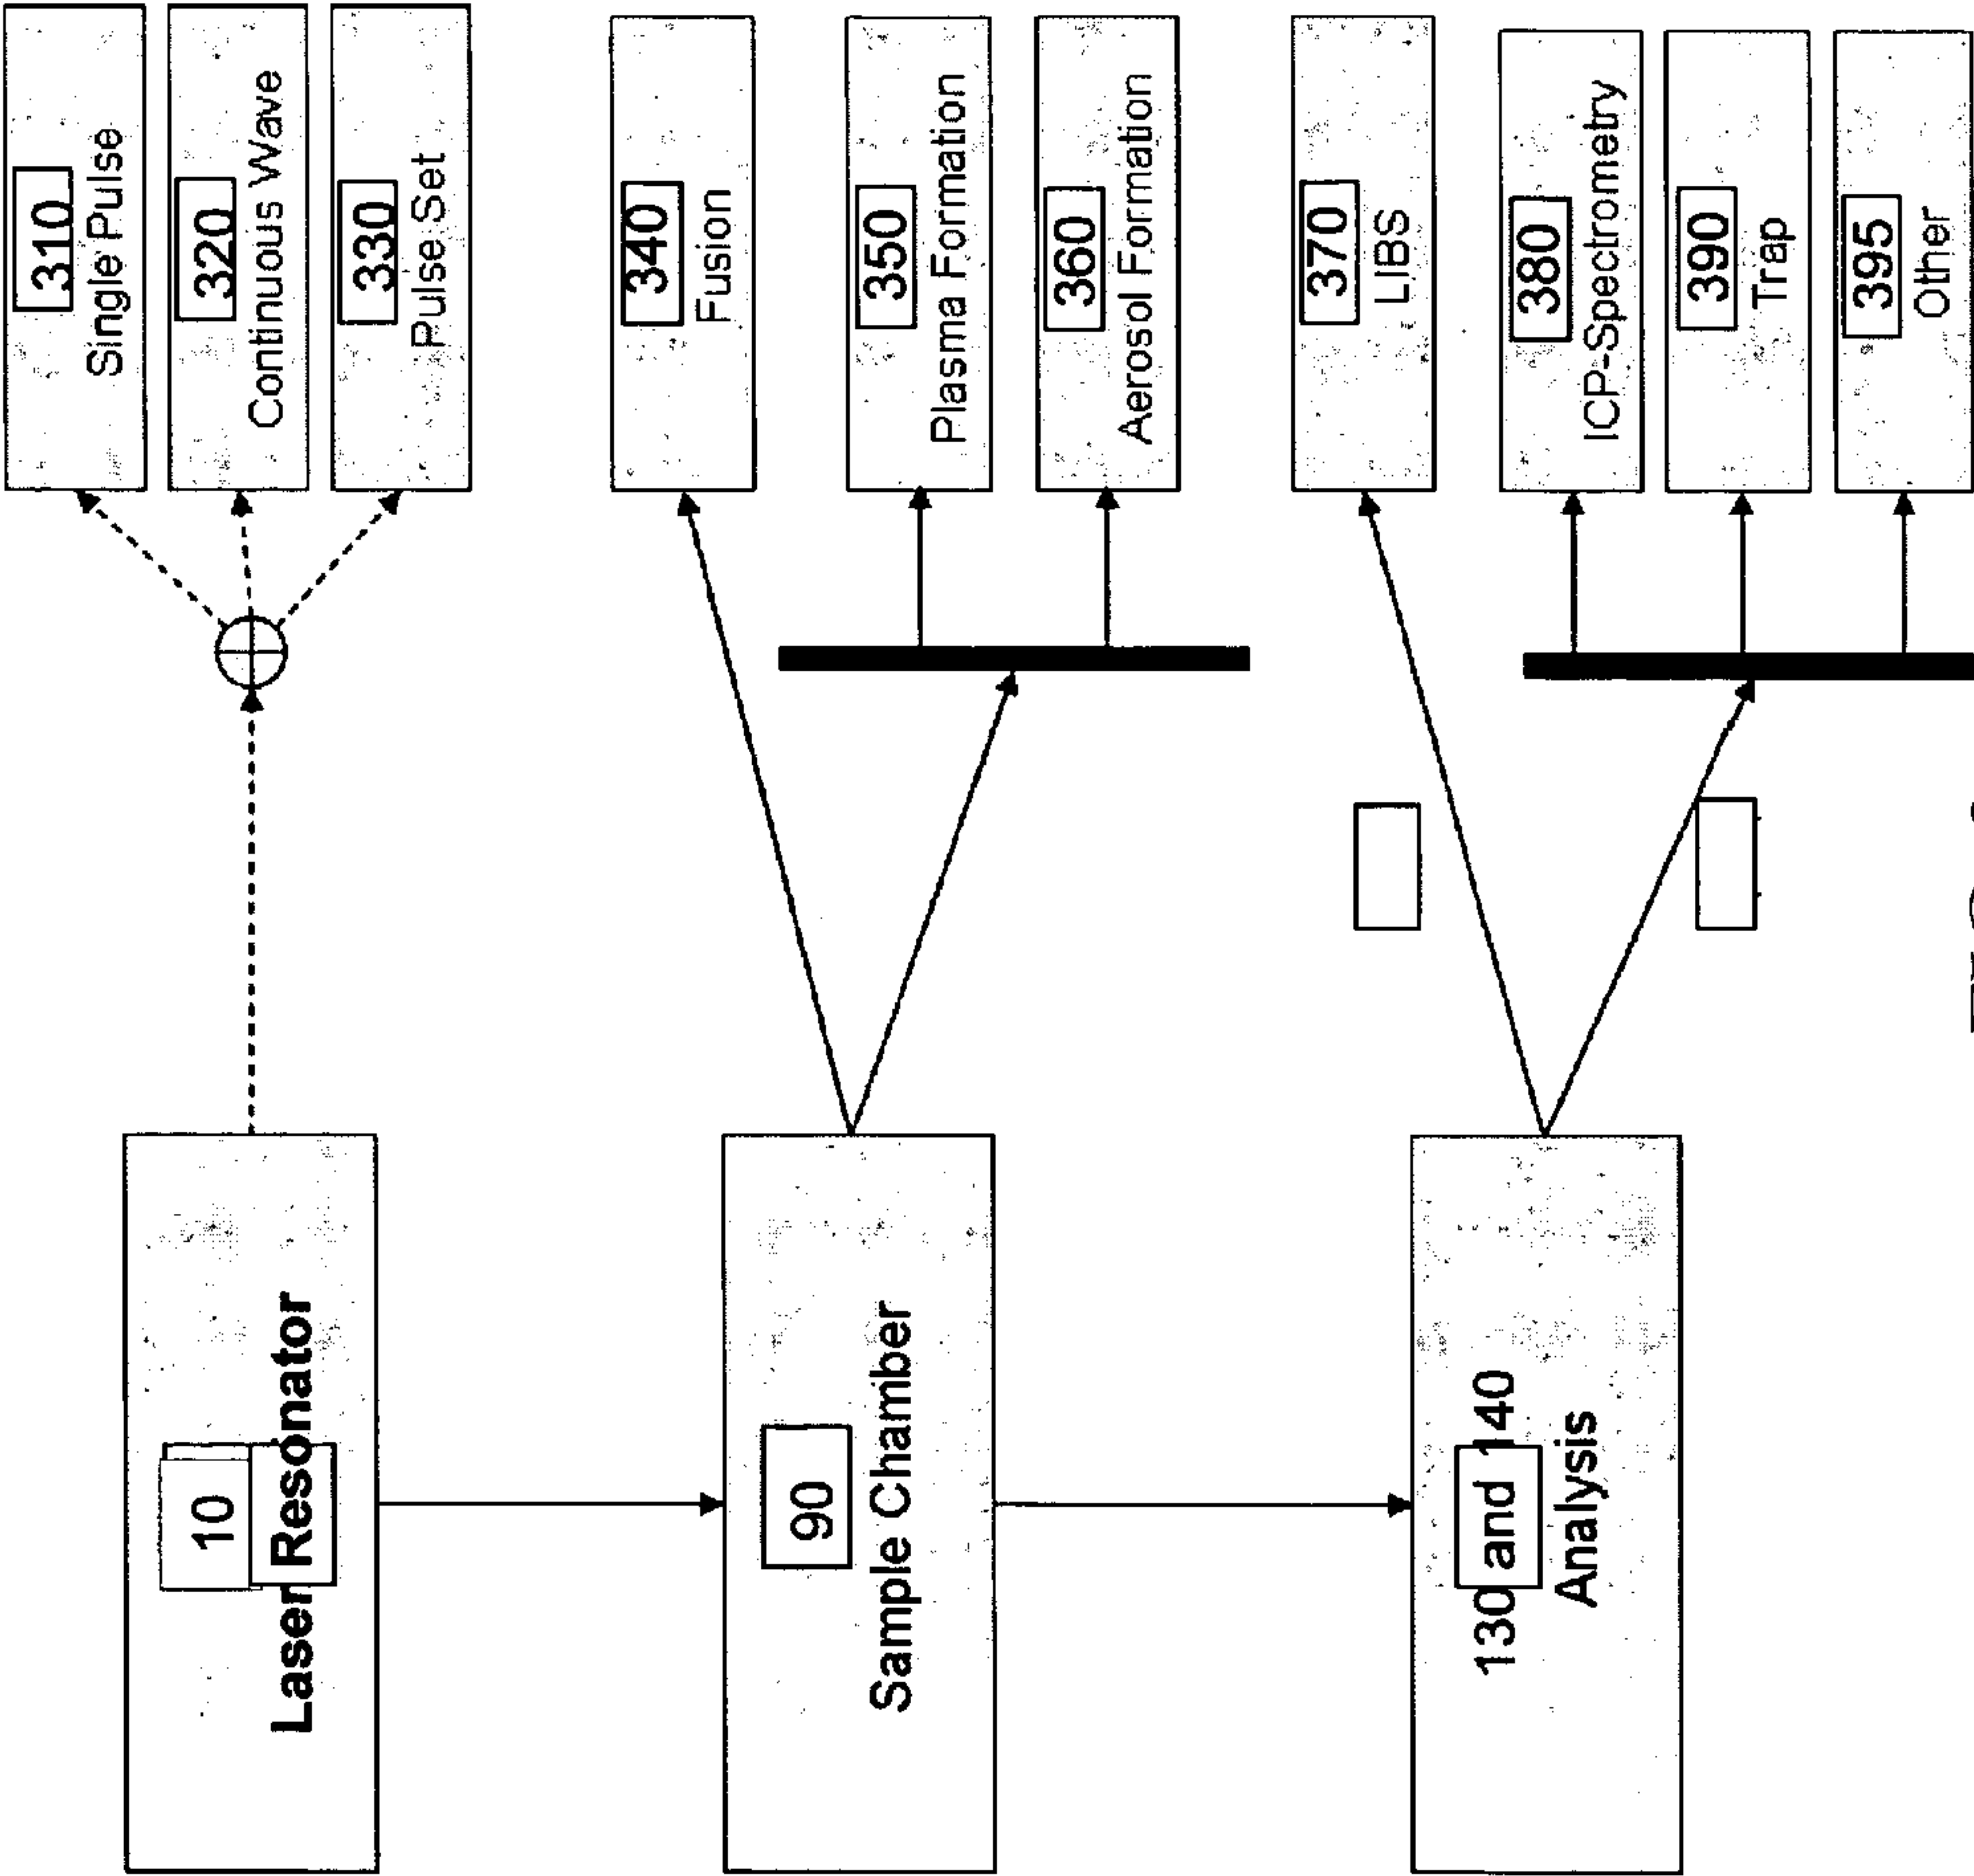 10
Laser Resonator
310
Single Pulse
320
Continuous Wave
330
Pulse Set
90
Sample Chamber
340
Fusion
350
Plasma Formation
360
Aerosol Formation
130 and 140
Analysis
370
LIBS
380
ICP-Spectrometry
390
Trap
395
Other